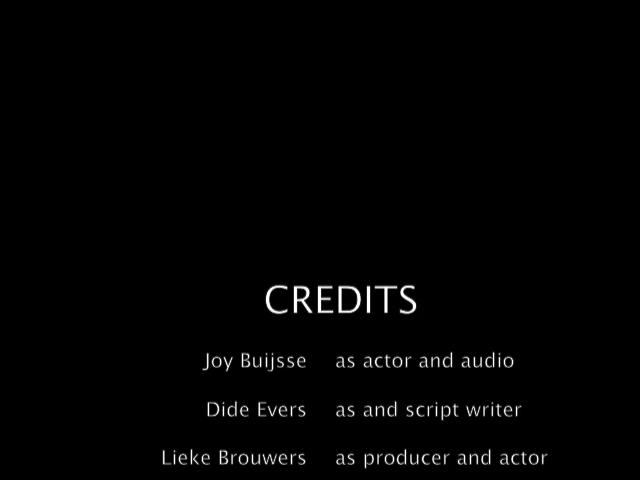 CREDITS
Joy Buijsse as actor and audio
Dide Evers as and script writer
Lieke Brouwers as producer and actor